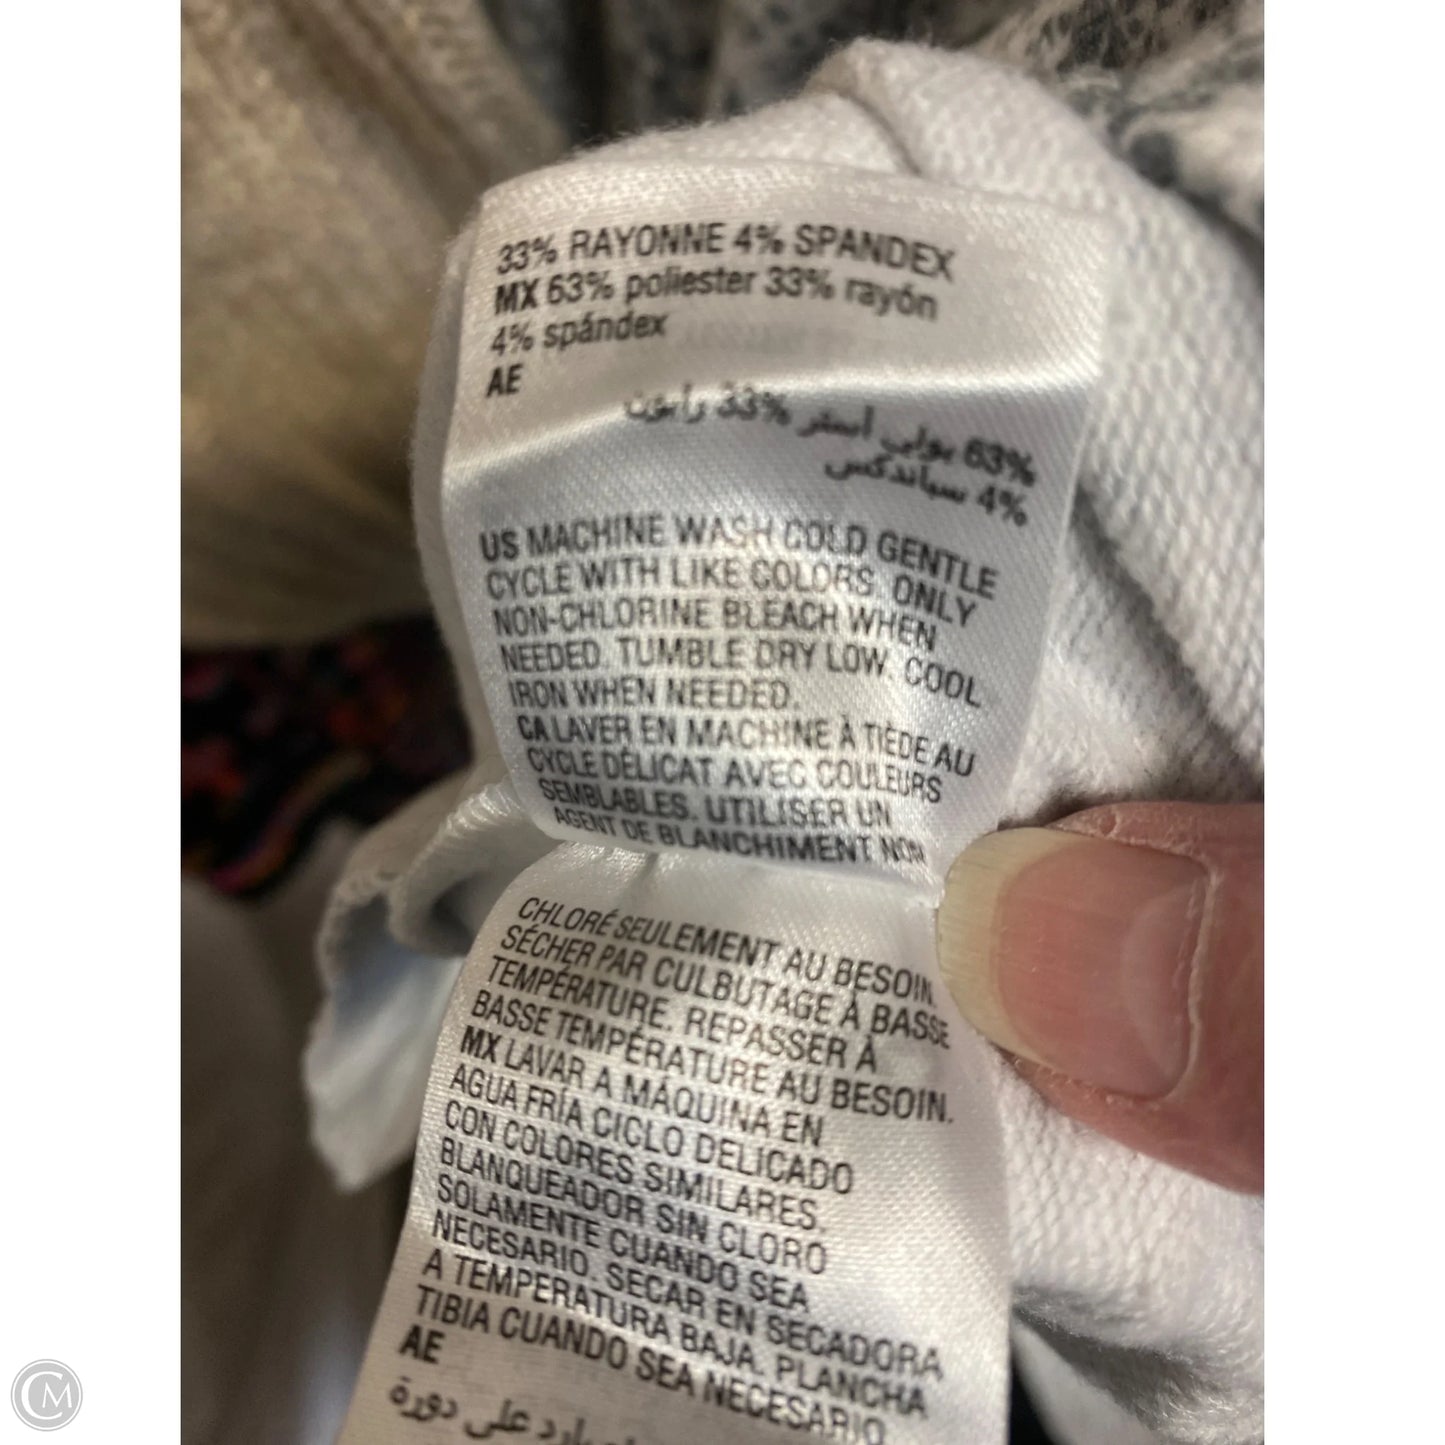 33% RAYONNE 4% SPANDEX
MX 63% poliester 33% rayón
4% spándex
AE
63% بولي أستر 33% رايون
4% سباندكس
US MACHINE WASH COLD GENTLE
CYCLE WITH LIKE COLORS. ONLY
NON-CHLORINE BLEACH WHEN
NEEDED. TUMBLE DRY LOW. COOL
IRON WHEN NEEDED.
CA LAVER EN MACHINE À TIÈDE AU
CYCLE DÉLICAT AVEC COULEURS
SEMBLABLES. UTILISER UN
AGENT DE BLANCHIMENT NON
CHLORÉ SEULEMENT AU BESOIN.
SÉCHER PAR CULBUTAGE À BASSE
TEMPÉRATURE. REPASSER À
BASSE TEMPÉRATURE AU BESOIN.
MX LAVAR A MÁQUINA EN
AGUA FRÍA CICLO DELICADO
CON COLORES SIMILARES.
BLANQUEADOR SIN CLORO
SOLAMENTE CUANDO SEA
NECESARIO. SECAR EN SECADORA
A TEMPERATURA BAJA. PLANCHA
TIBIA CUANDO SEA NECESARIO
AE
بارد على دورة
CM